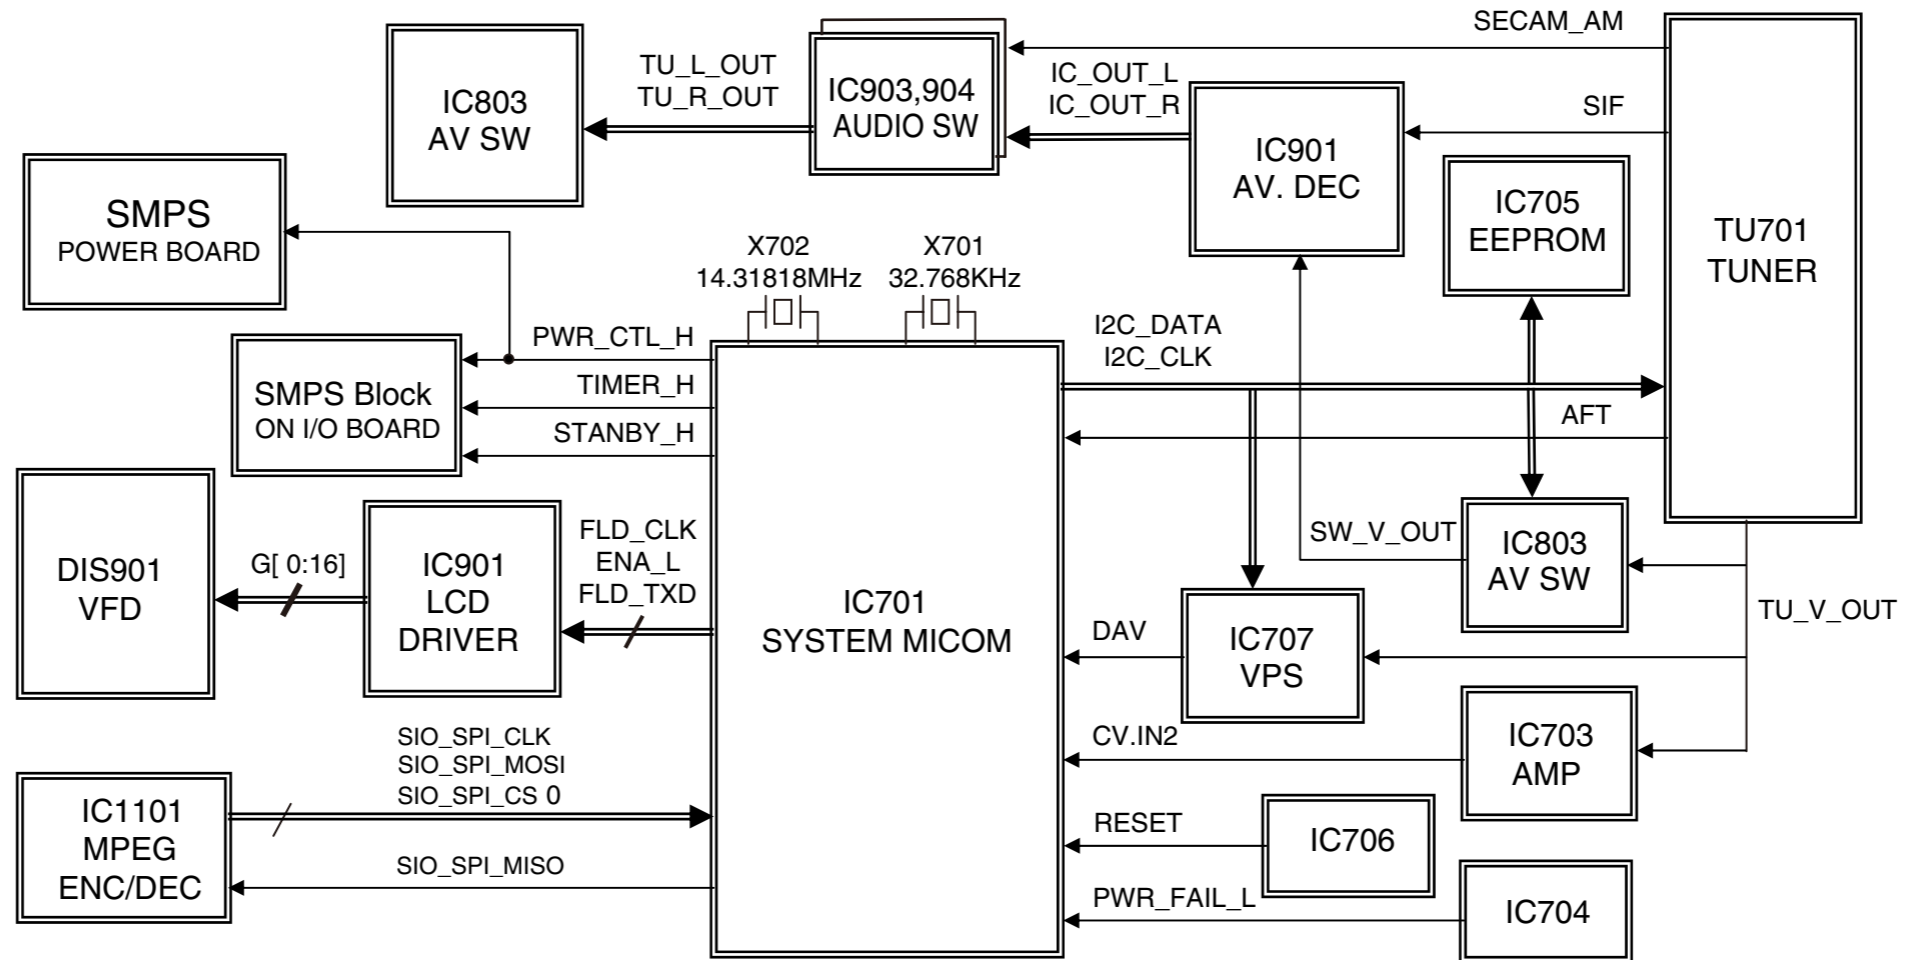 SECAM_AM
TU_L_OUT
TU_R_OUT
IC803
AV SW
IC903,904
AUDIO SW
IC_OUT_L
IC_OUT_R
SIF
IC901
AV. DEC
IC705
EEPROM
TU701
TUNER
SMPS
POWER BOARD
X702
14.31818MHz
X701
32.768KHz
PWR_CTL_H
TIMER_H
STANBY_H
SMPS Block
ON I/O BOARD
I2C_DATA
I2C_CLK
AFT
DIS901
VFD
G[ 0:16]
IC901
LCD
DRIVER
FLD_CLK
ENA_L
FLD_TXD
IC701
SYSTEM MICOM
SW_V_OUT
IC803
AV SW
TU_V_OUT
DAV
IC707
VPS
CV.IN2
IC703
AMP
SIO_SPI_CLK
SIO_SPI_MOSI
SIO_SPI_CS 0
IC1101
MPEG
ENC/DEC
SIO_SPI_MISO
RESET
IC706
PWR_FAIL_L
IC704